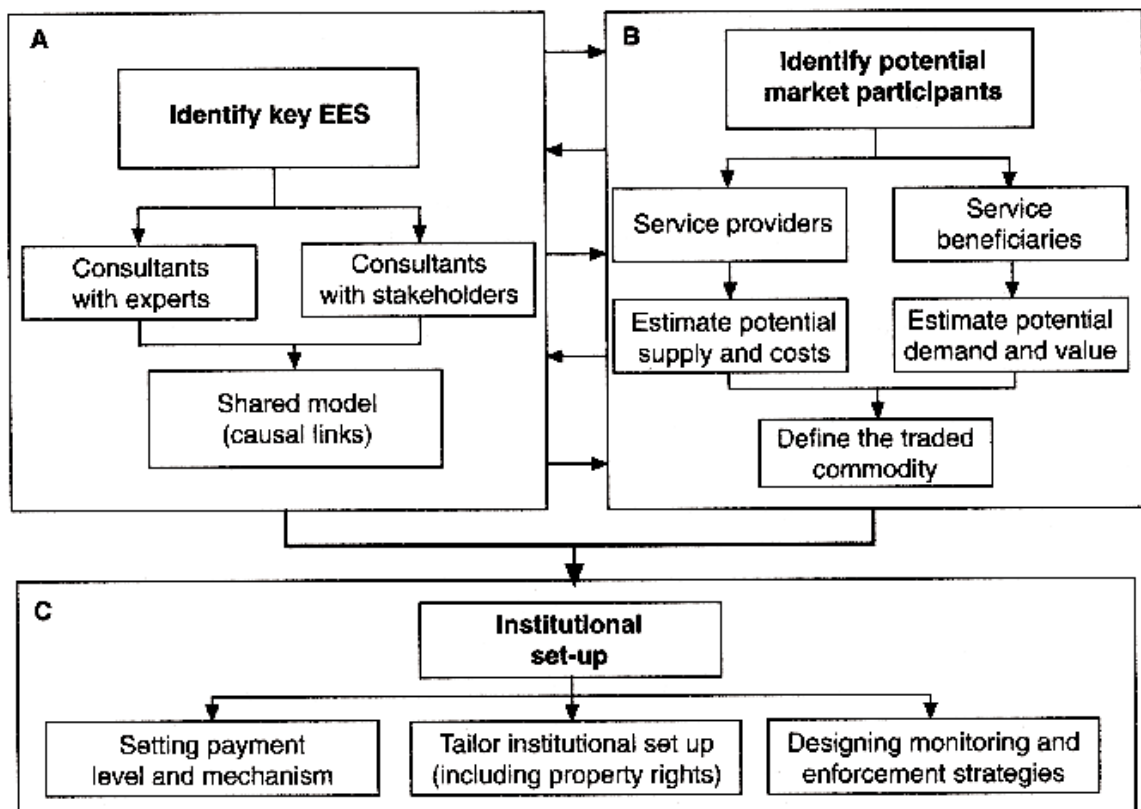 A
Identify key EES
Consultants
with experts
Consultants
with stakeholders
Shared model
(causal links)
B
Identify potential
market participants
Service providers
Service
beneficiaries
Estimate potential
supply and costs
Estimate potential
demand and value
Define the traded
commodity
C
Institutional
set-up
Setting payment
level and mechanism
Tailor institutional set up
(including property rights)
Designing monitoring and
enforcement strategies